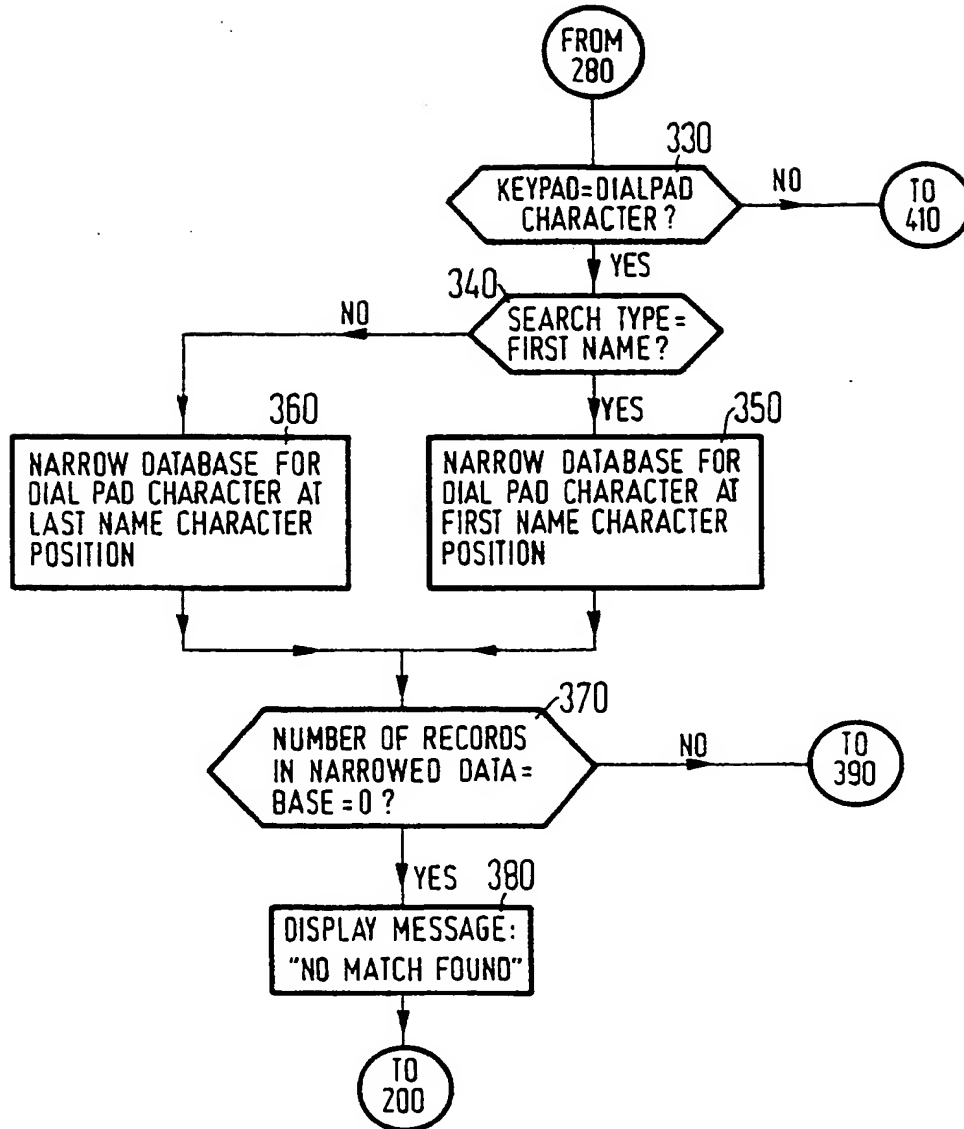 FROM
280
330
KEYPAD=DIALPAD
CHARACTER?
NO
TO
410
YES
340
SEARCH TYPE=
FIRST NAME?
NO
YES
360
NARROW DATABASE FOR
DIAL PAD CHARACTER AT
LAST NAME CHARACTER
POSITION
350
NARROW DATABASE FOR
DIAL PAD CHARACTER AT
FIRST NAME CHARACTER
POSITION
370
NUMBER OF RECORDS
IN NARROWED DATA=
BASE=0?
NO
TO
390
YES
380
DISPLAY MESSAGE:
"NO MATCH FOUND"
TO
200